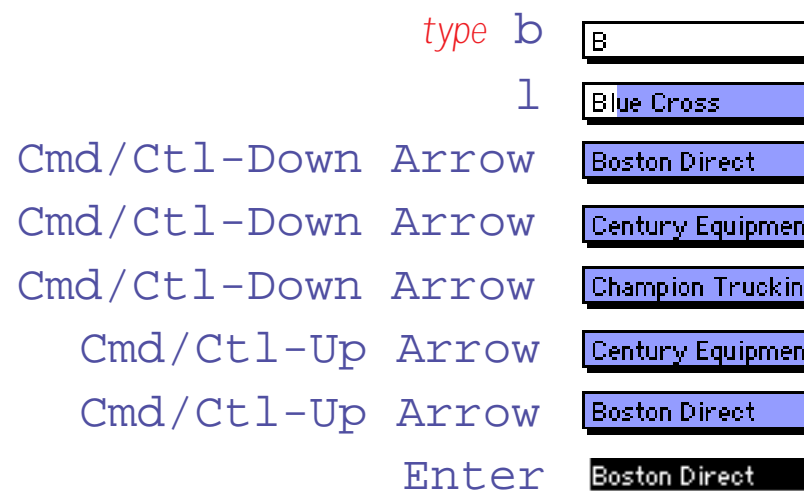 type b B
l Blue Cross
Cmd/Ctl-Down Arrow Boston Direct
Cmd/Ctl-Down Arrow Century Equipmen
Cmd/Ctl-Down Arrow Champion Truckin
Cmd/Ctl-Up Arrow Century Equipmen
Cmd/Ctl-Up Arrow Boston Direct
Enter Boston Direct